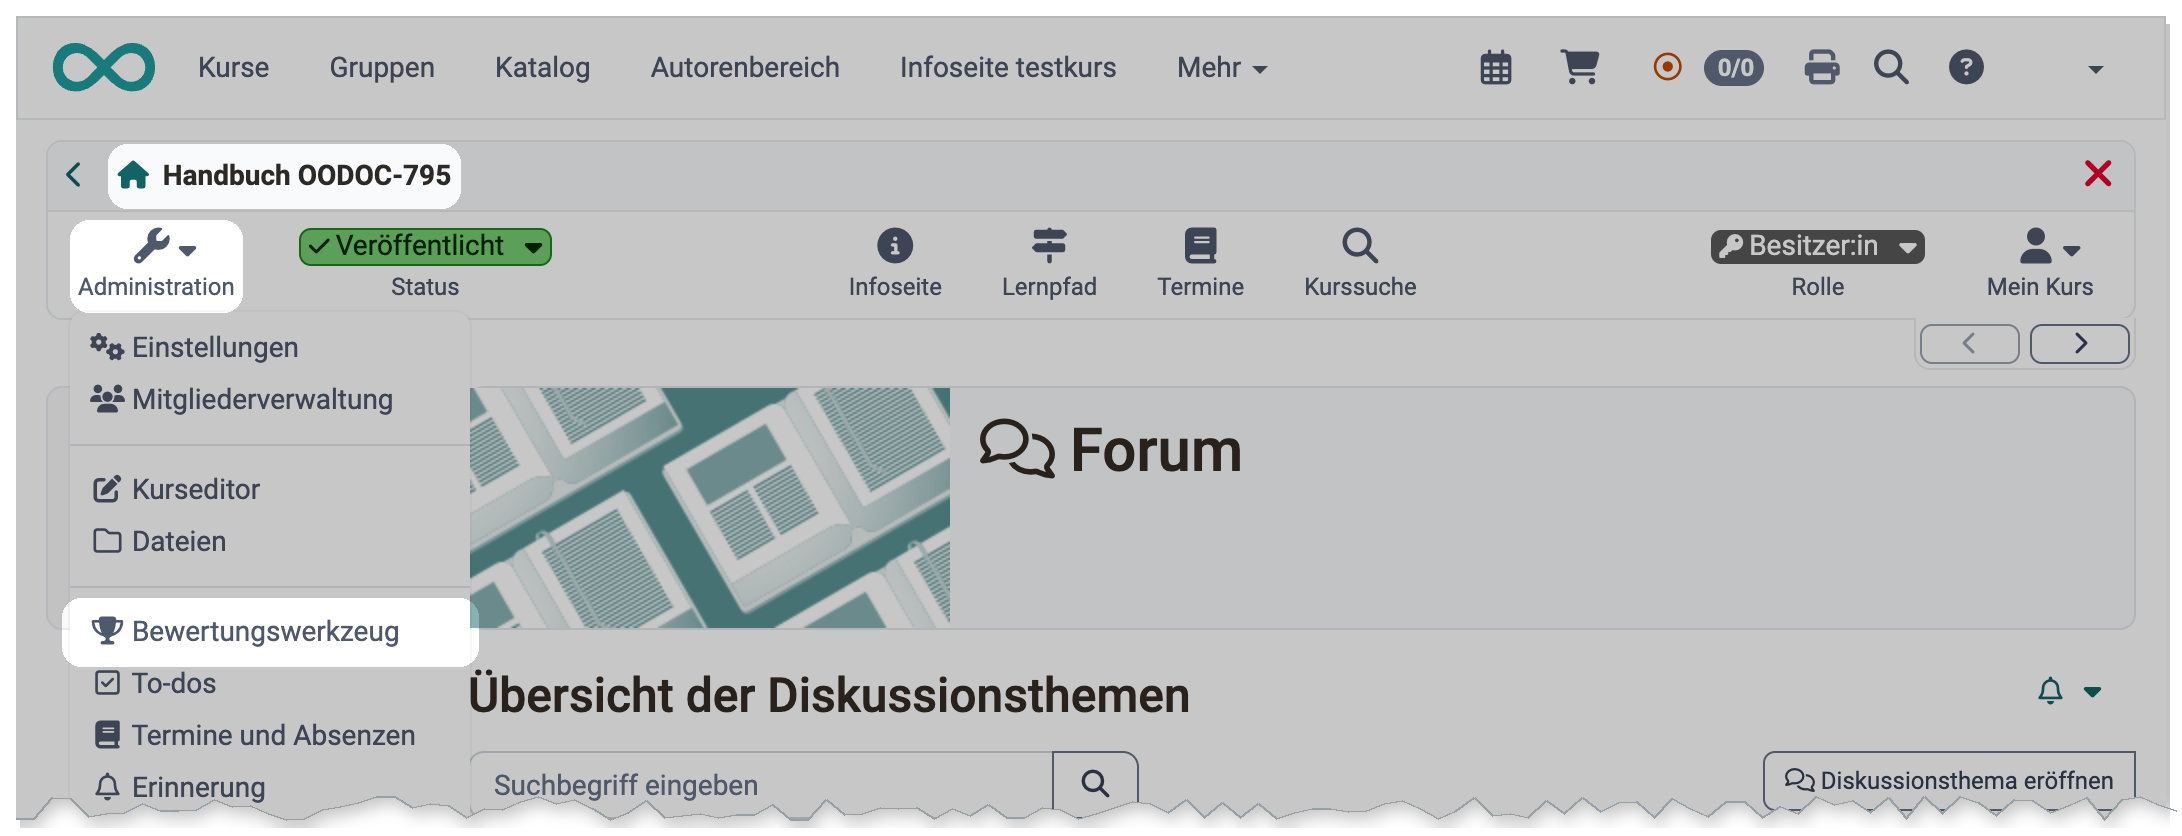 Kurse Gruppen Katalog Autorenbereich Infoseite testkurs Mehr 0/0 ?
Handbuch OODOC-795
Administration
Veröffentlicht
Status
Infoseite Lernpfad Termine Kurssuche
Besitzer:in
Rolle
Mein Kurs
Einstellungen
Mitgliederverwaltung
Kurseditor
Dateien
Bewertungswerkzeug
To-dos
Termine und Absenzen
Erinnerung
Forum
Übersicht der Diskussionsthemen
Suchbegriff eingeben
Diskussionsthema eröffnen